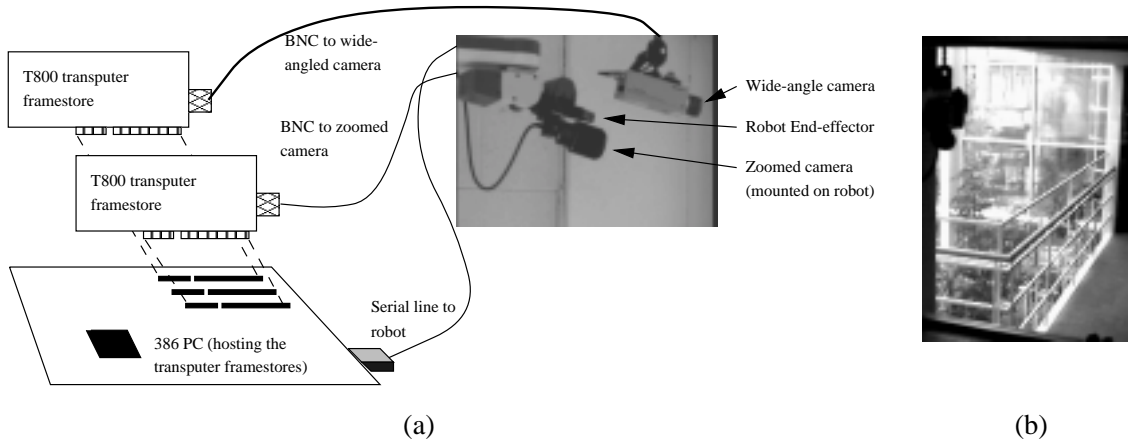 T800 transputer
framestore
BNC to wide-
angled camera
T800 transputer
framestore
BNC to zoomed
camera
Wide-angle camera
Robot End-effector
Zoomed camera
(mounted on robot)
Serial line to
robot
386 PC (hosting the
transputer framestores)
(a)
(b)